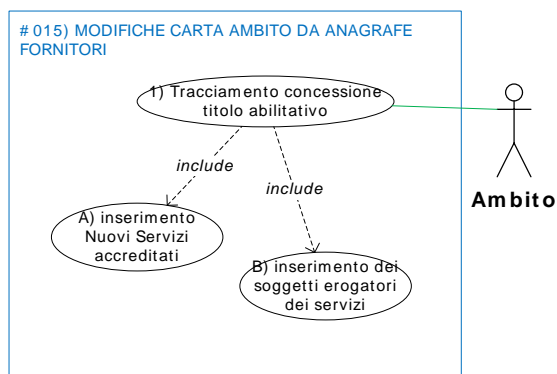 # 015) MODIFICHE CARTA AMBITO DA ANAGRAFE
FORNITORI
1) Tracciamento concessione
titolo abilitativo
include
include
Ambito
A) inserimento
Nuovi Servizi
accreditati
B) inserimento dei
soggetti erogatori
dei servizi